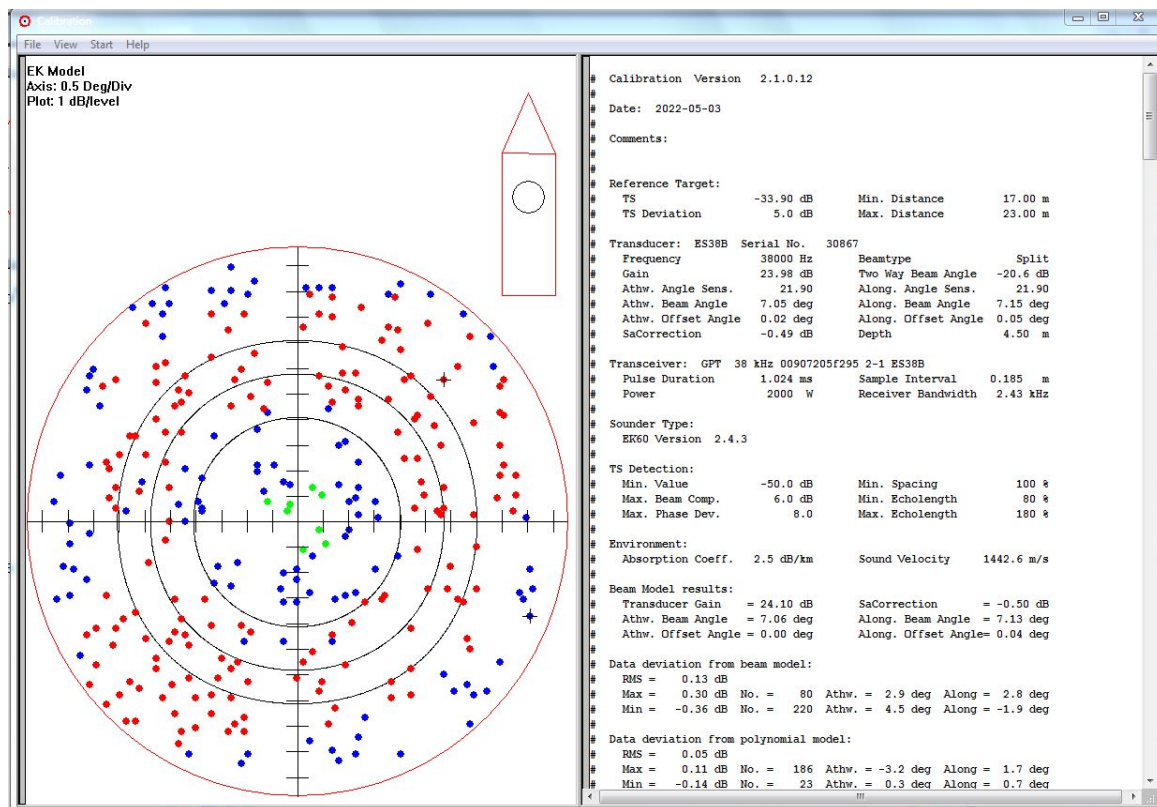 Calibration
File View Start Help
EK Model
Axis: 0.5 Deg/Div
Plot: 1 dB/level
# Calibration Version 2.1.0.12
#
# Date: 2022-05-03
#
# Comments:
#
#
# Reference Target:
# TS -33.90 dB Min. Distance 17.00 m
# TS Deviation 5.0 dB Max. Distance 23.00 m
#
# Transducer: ES38B Serial No. 30867
# Frequency 38000 Hz Beamtype Split
# Gain 23.98 dB Two Way Beam Angle -20.6 dB
# Athw. Angle Sens. 21.90 Along. Angle Sens. 21.90
# Athw. Beam Angle 7.05 deg Along. Beam Angle 7.15 deg
# Athw. Offset Angle 0.02 deg Along. Offset Angle 0.05 deg
# SaCorrection -0.49 dB Depth 4.50 m
#
# Transceiver: GPT 38 kHz 00907205f295 2-1 ES38B
# Pulse Duration 1.024 ms Sample Interval 0.185 m
# Power 2000 W Receiver Bandwidth 2.43 kHz
#
# Sounder Type:
# EK60 Version 2.4.3
#
# TS Detection:
# Min. Value -50.0 dB Min. Spacing 100 %
# Max. Beam Comp. 6.0 dB Min. Echolength 80 %
# Max. Phase Dev. 8.0 Max. Echolength 180 %
#
# Environment:
# Absorption Coeff. 2.5 dB/km Sound Velocity 1442.6 m/s
#
# Beam Model results:
# Transducer Gain = 24.10 dB SaCorrection = -0.50 dB
# Athw. Beam Angle = 7.06 deg Along. Beam Angle = 7.13 deg
# Athw. Offset Angle = 0.00 deg Along. Offset Angle= 0.04 deg
#
# Data deviation from beam model:
# RMS = 0.13 dB
# Max = 0.30 dB No. = 80 Athw. = 2.9 deg Along = 2.8 deg
# Min = -0.36 dB No. = 220 Athw. = 4.5 deg Along = -1.9 deg
#
# Data deviation from polynomial model:
# RMS = 0.05 dB
# Max = 0.11 dB No. = 186 Athw. = -3.2 deg Along = 1.7 deg
# Min = -0.14 dB No. = 23 Athw. = 0.3 deg Along = 0.7 deg